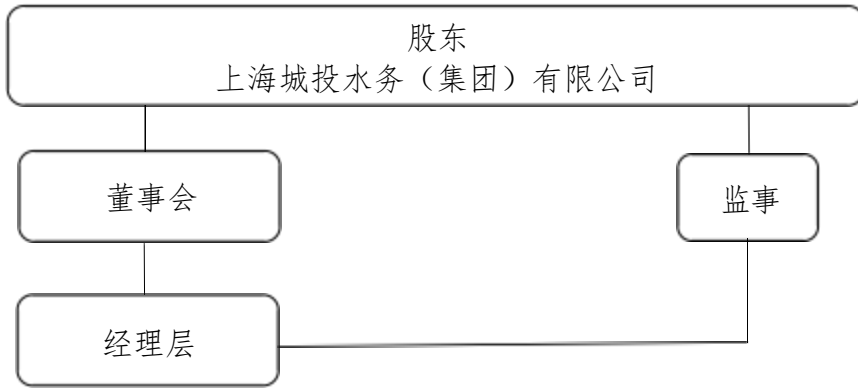 股东
上海城投水务（集团）有限公司
董事会
监事
经理层